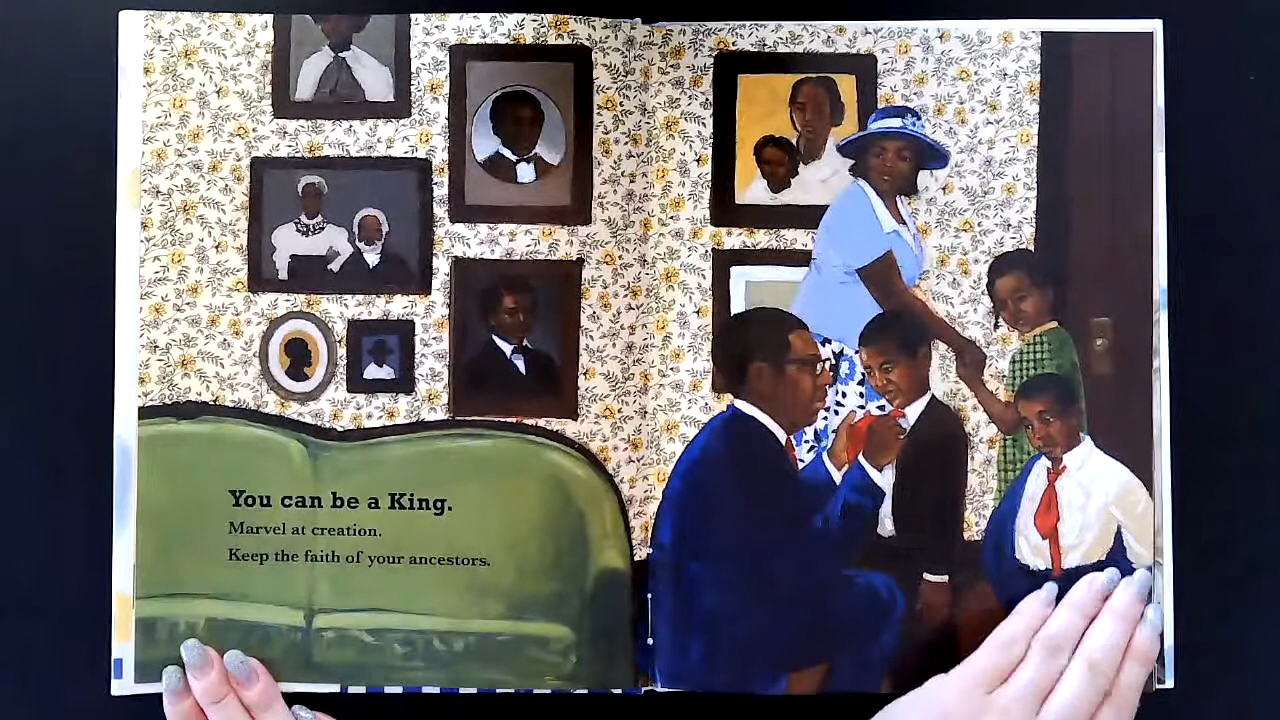 You can be a King.
Marvel at creation.
Keep the faith of your ancestors.